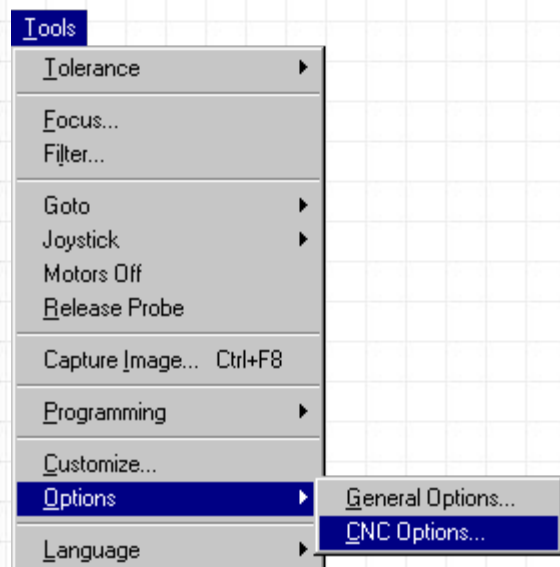 Tools
Tolerance
Focus...
Filter...
Goto
Joystick
Motors Off
Release Probe
Capture Image... Ctrl+F8
Programming
Customize...
Options
General Options...
CNC Options...
Language